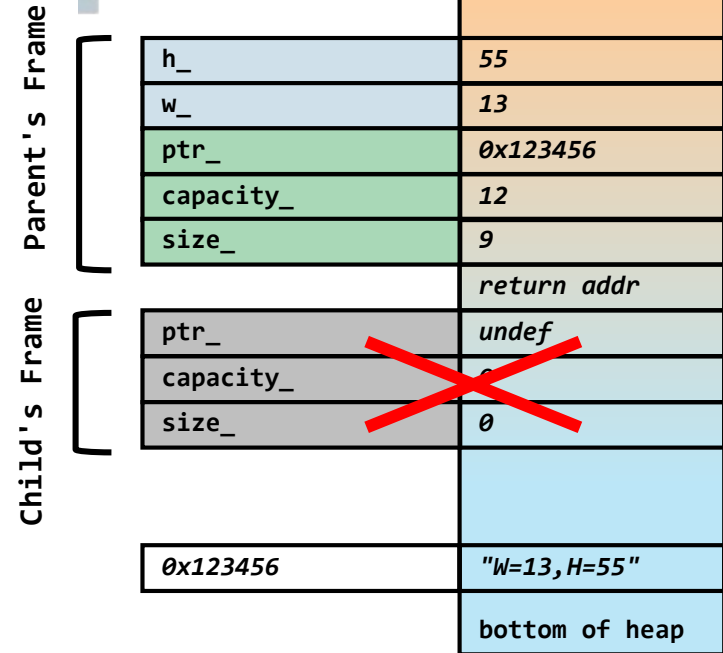 Parent's Frame
h_ 55
w_ 13
ptr_ 0x123456
capacity_ 12
size_ 9
return addr
Child's Frame
ptr_ undef
capacity_
size_ 0
0x123456 "W=13,H=55"
bottom of heap